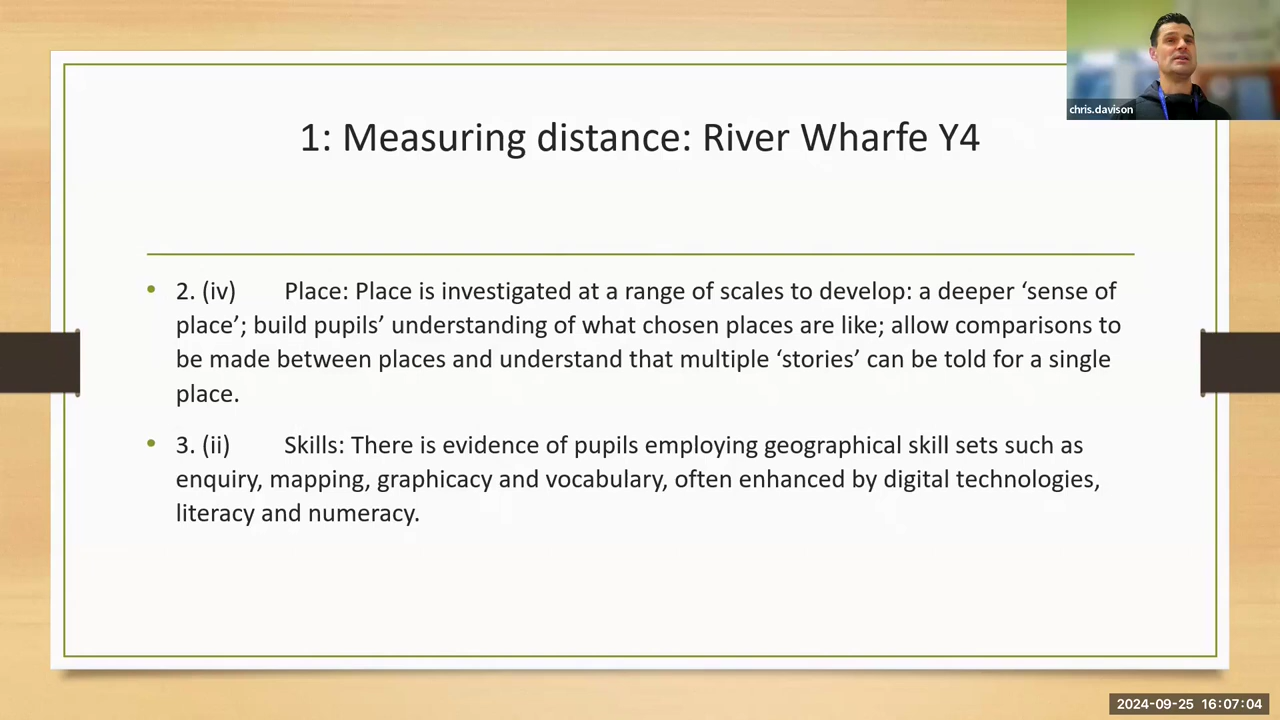 chris.davison
1: Measuring distance: River Wharfe Y4
• 2. (iv) Place: Place is investigated at a range of scales to develop: a deeper ‘sense of
place’; build pupils’ understanding of what chosen places are like; allow comparisons to
be made between places and understand that multiple ‘stories’ can be told for a single
place.
• 3. (ii) Skills: There is evidence of pupils employing geographical skill sets such as
enquiry, mapping, graphicacy and vocabulary, often enhanced by digital technologies,
literacy and numeracy.
2024-09-25 16:07:04